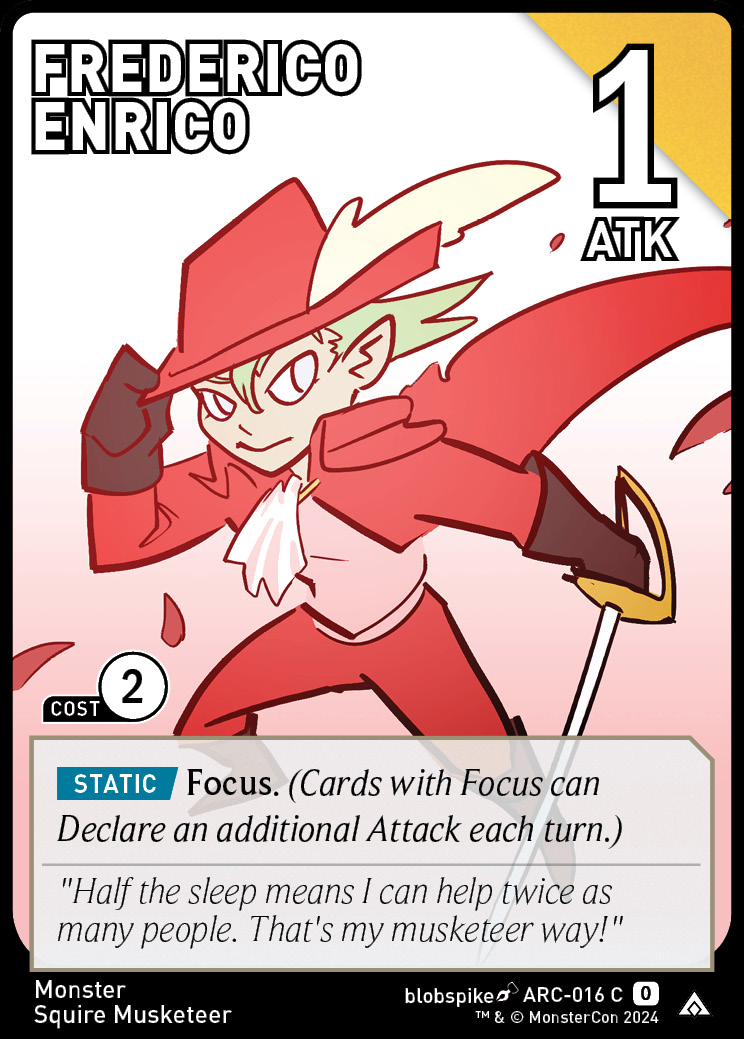 FREDERICO
ENRICO
1
ATK
COST 2
STATIC Focus. (Cards with Focus can
Declare an additional Attack each turn.)
"Half the sleep means I can help twice as
many people. That's my musketeer way!"
Monster
Squire Musketeer
blobspike ARC-016 C 0
™ & © MonsterCon 2024